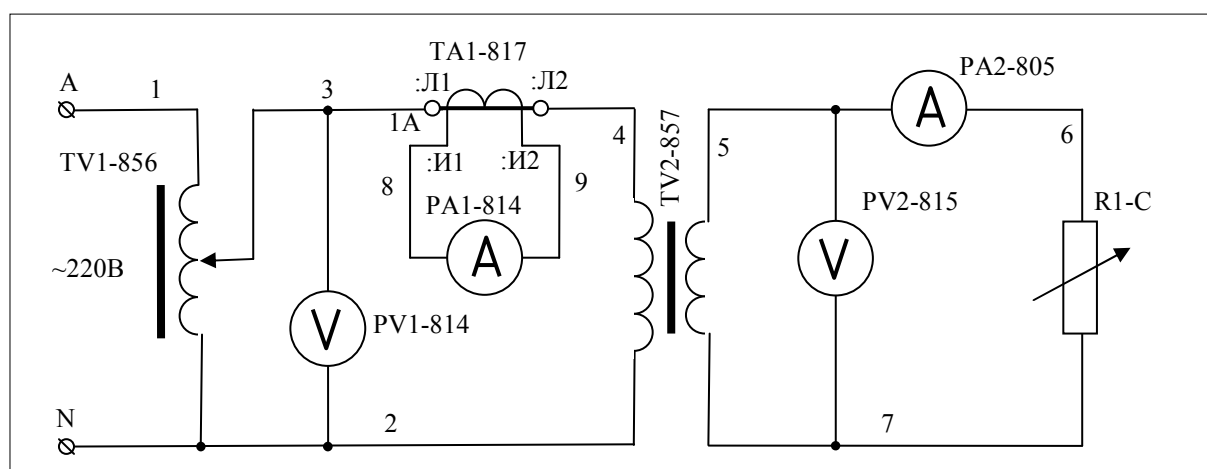 TA1-817
PA2-805
A
1
3
:Л1
:Л2
1А
4
5
6
TV1-856
:И1
:И2
TV2-857
8
9
PA1-814
A
PV2-815
R1-C
V
~220В
A
V
PV1-814
N
2
7